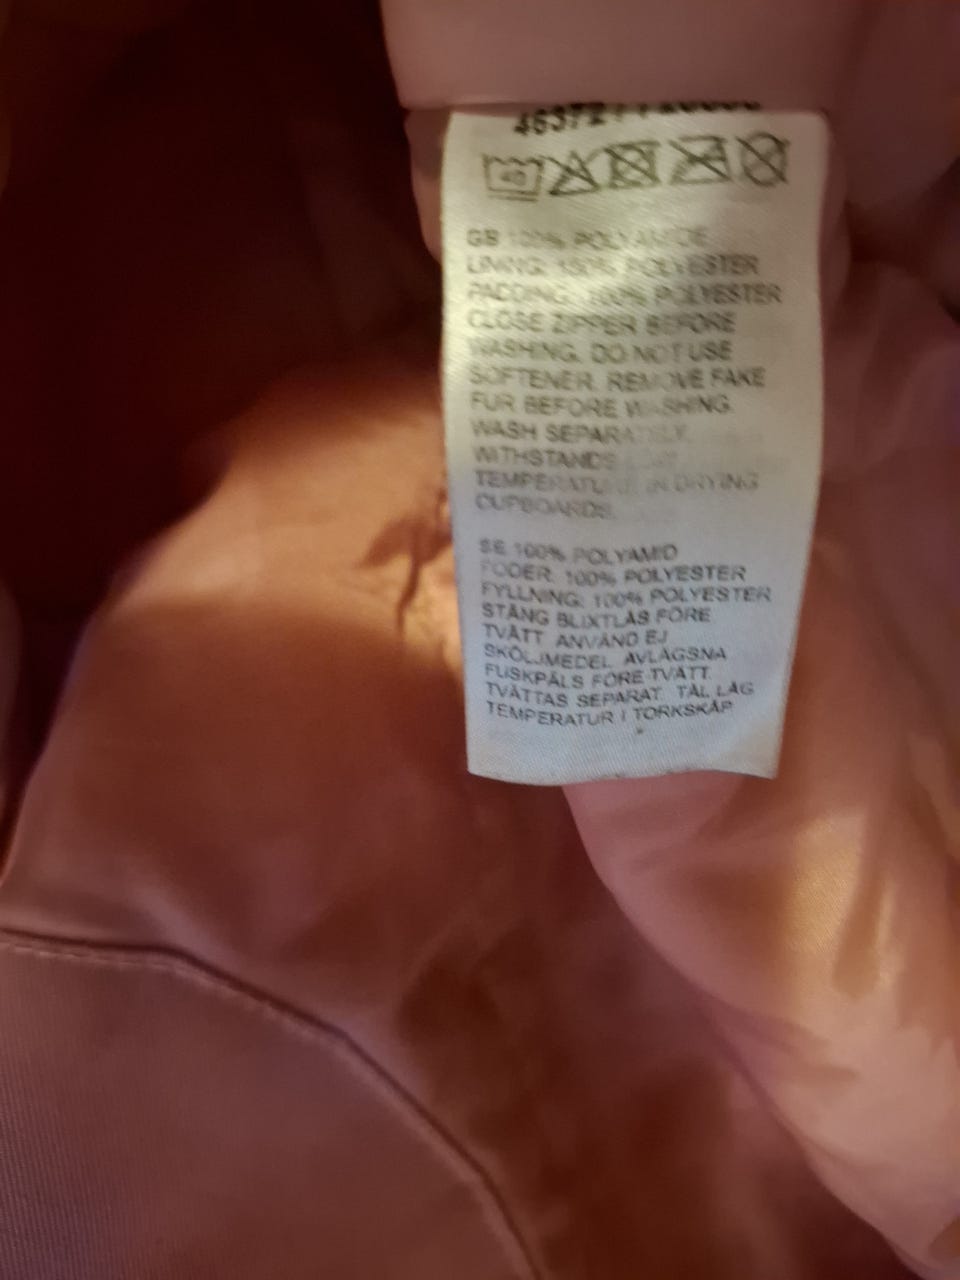 40
GB 100% POLYAMIDE
LINING: 100% POLYESTER
PADDING: 100% POLYESTER
CLOSE ZIPPER BEFORE
WASHING. DO NOT USE
SOFTENER. REMOVE FAKE
FUR BEFORE WASHING.
WASH SEPARATELY.
WITHSTANDS LOW
TEMPERATURE IN DRYING
CUPBOARDS.
SE 100% POLYAMID
FODER: 100% POLYESTER
FYLLNING: 100% POLYESTER
STÄNG BLIXTLÅS FÖRE
TVÄTT. ANVÄND EJ
SKÖLJMEDEL. AVLÄGSNA
FUSKPÄLS FÖRE TVÄTT.
TVÄTTAS SEPARAT. TÅL LÅG
TEMPERATUR I TORKSKÅP.